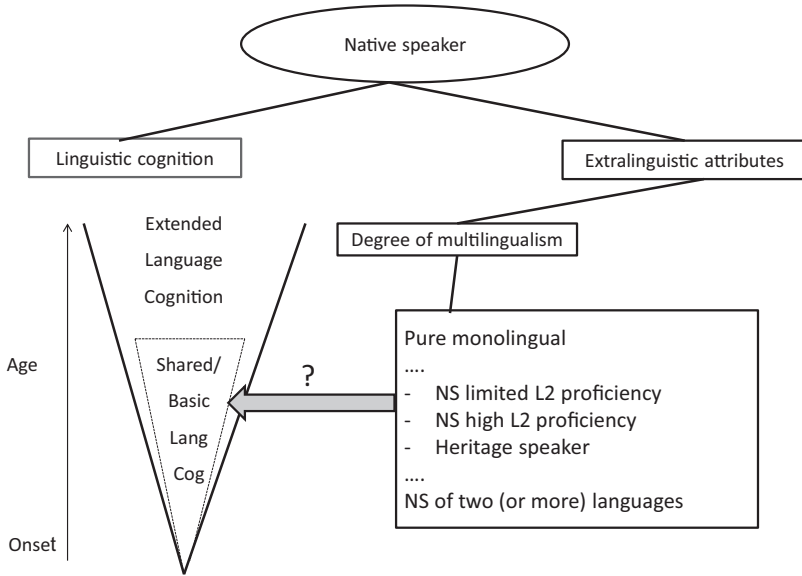 Native speaker
Linguistic cognition
Extralinguistic attributes
Extended
Language
Cognition
Degree of multilingualism
Age
Shared/
Basic
Lang
Cog
?
Pure monolingual
....
- NS limited L2 proficiency
- NS high L2 proficiency
- Heritage speaker
....
NS of two (or more) languages
Onset